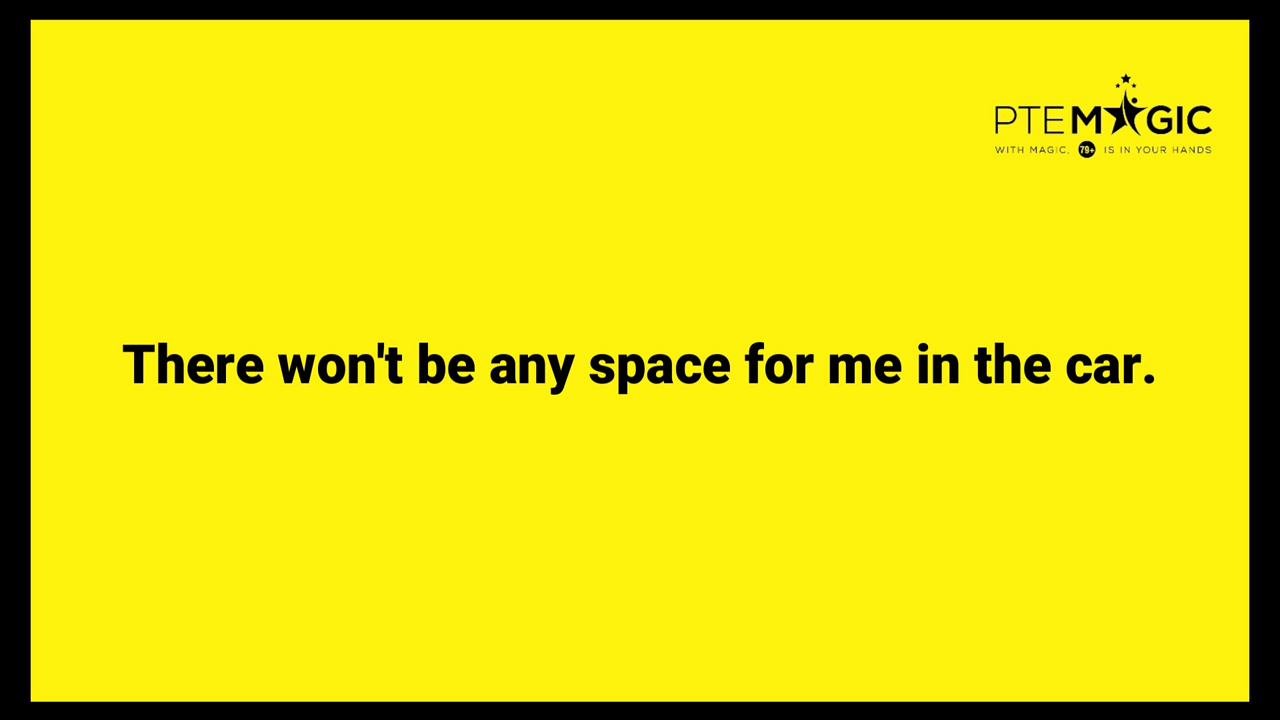 PTEMAGIC
WITH MAGIC, 79+ IS IN YOUR HANDS
There won't be any space for me in the car.